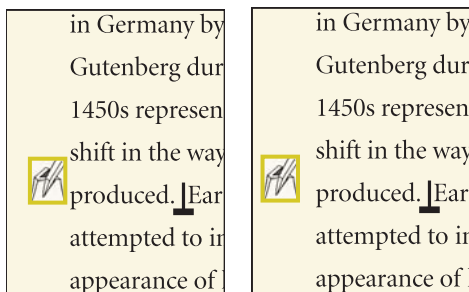 in Germany by
Gutenberg dur
1450s represen
shift in the way
produced. Ear
attempted to in
appearance of
in Germany by
Gutenberg dur
1450s represen
shift in the way
produced. Ear
attempted to in
appearance of